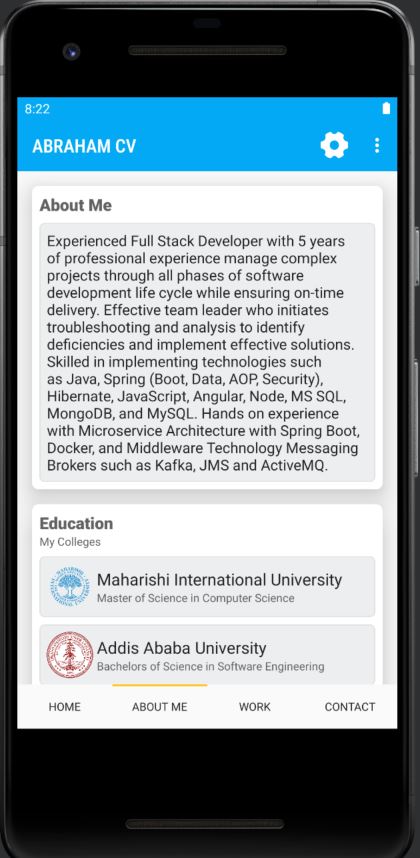 8:22
ABRAHAM CV
About Me
Experienced Full Stack Developer with 5 years
of professional experience manage complex
projects through all phases of software
development life cycle while ensuring on-time
delivery. Effective team leader who initiates
troubleshooting and analysis to identify
deficiencies and implement effective solutions.
Skilled in implementing technologies such
as Java, Spring (Boot, Data, AOP, Security),
Hibernate, JavaScript, Angular, Node, MS SQL,
MongoDB, and MySQL. Hands on experience
with Microservice Architecture with Spring Boot,
Docker, and Middleware Technology Messaging
Brokers such as Kafka, JMS and ActiveMQ.
Education
My Colleges
Maharishi International University
Master of Science in Computer Science
Addis Ababa University
Bachelors of Science in Software Engineering
HOME ABOUT ME WORK CONTACT